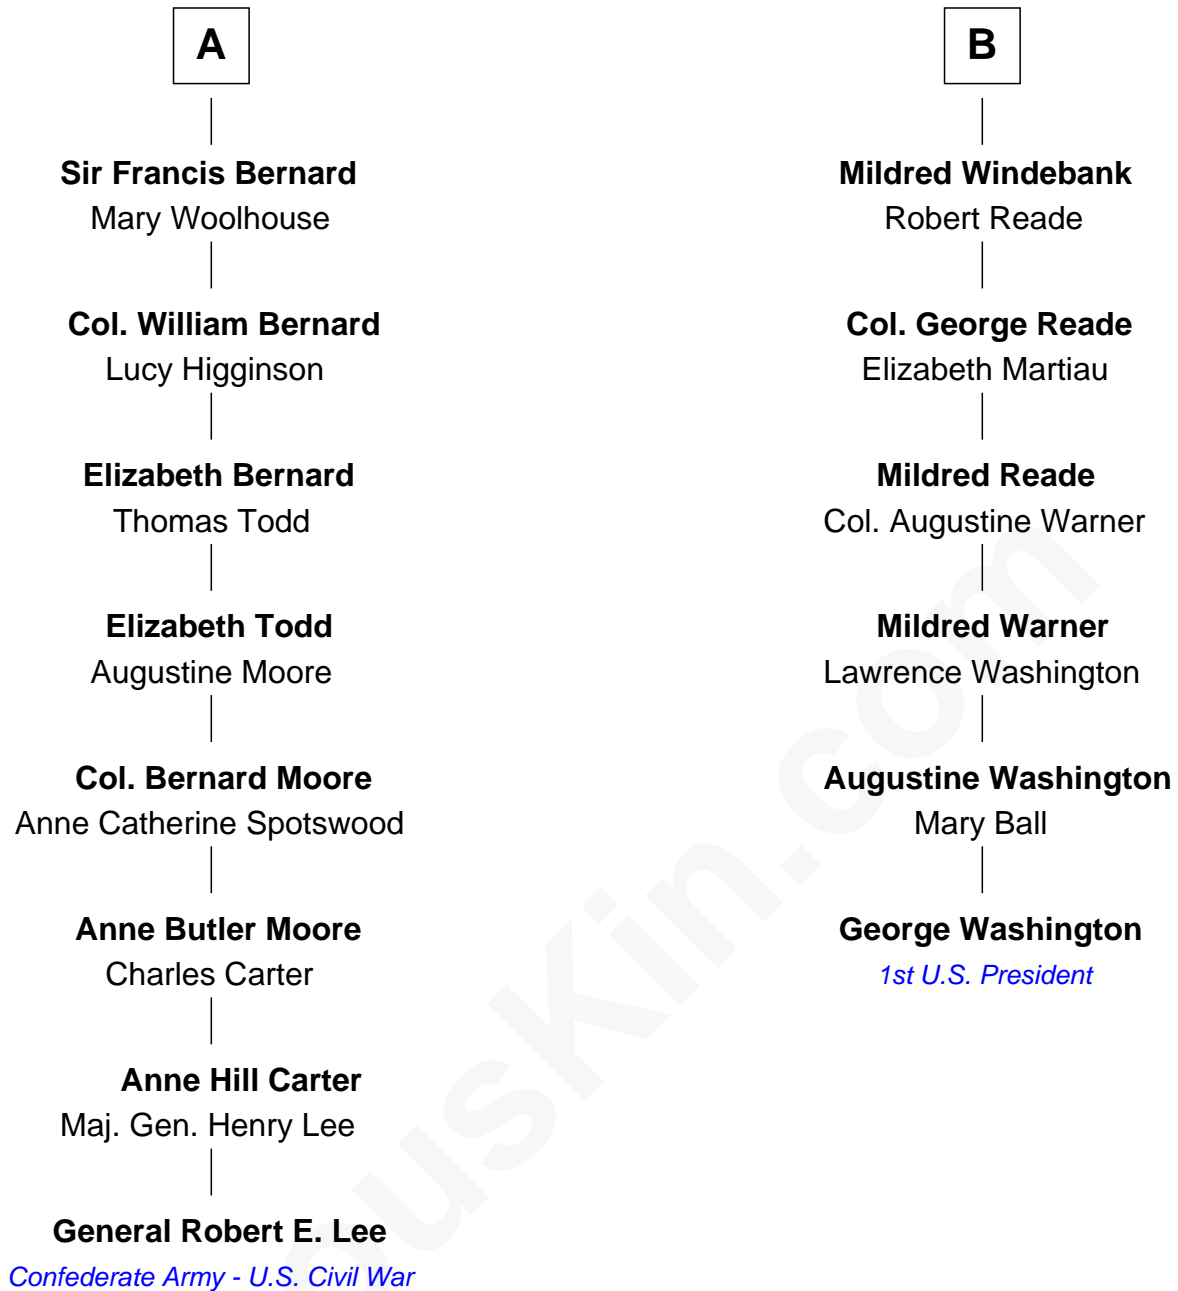 A
Sir Francis Bernard
Mary Woolhouse
Col. William Bernard
Lucy Higginson
Elizabeth Bernard
Thomas Todd
Elizabeth Todd
Augustine Moore
Col. Bernard Moore
Anne Catherine Spotswood
Anne Butler Moore
Charles Carter
Anne Hill Carter
Maj. Gen. Henry Lee
General Robert E. Lee
Confederate Army - U.S. Civil War
B
Mildred Windebank
Robert Reade
Col. George Reade
Elizabeth Martiau
Mildred Reade
Col. Augustine Warner
Mildred Warner
Lawrence Washington
Augustine Washington
Mary Ball
George Washington
1st U.S. President
ousKin.com